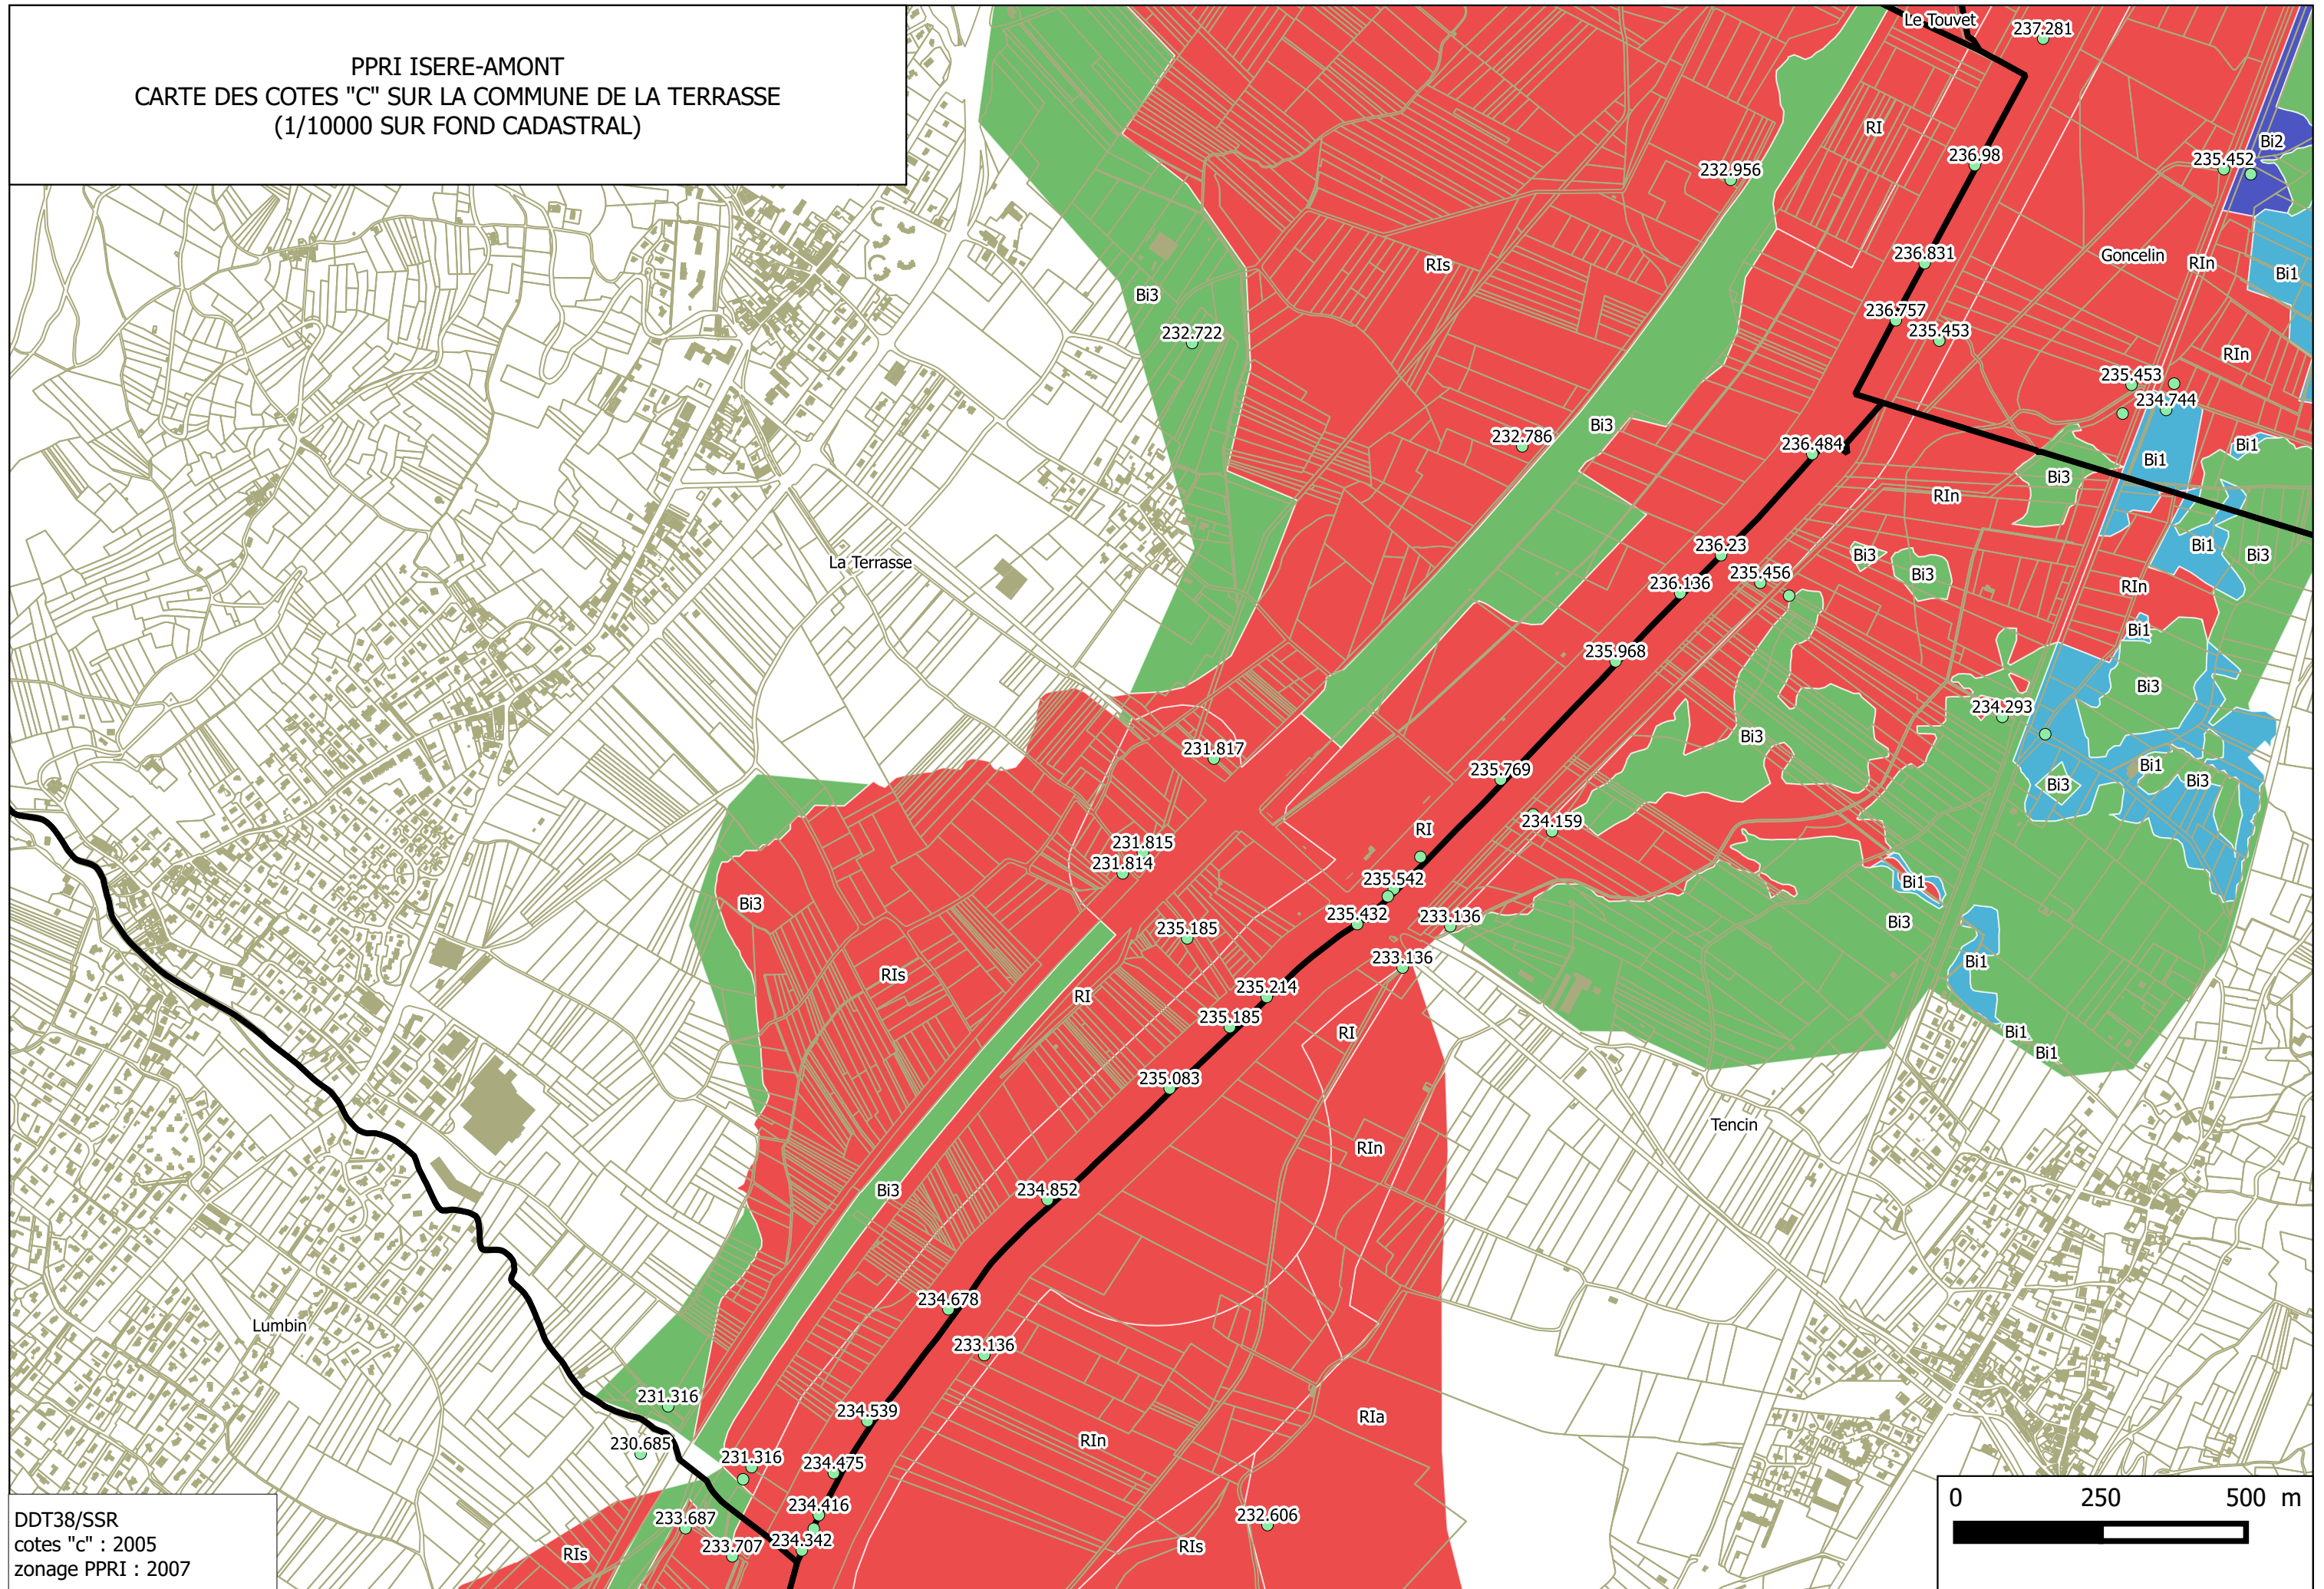 PPRI ISERE-AMONT
CARTE DES COTES "C" SUR LA COMMUNE DE LA TERRASSE
(1/10000 SUR FOND CADASTRAL)
Le Touvet
237.281
RI
Bi2
236.98
235.452
232.956
236.831
Goncelin
RIn
RIs
Bi1
Bi3
236.757
232.722
235.453
RIn
235.453
234.744
Bi3
232.786
236.484
Bi1
Bi1
Bi3
RIn
236.23
Bi1
Bi3
Bi3
La Terrasse
235.456
Bi3
236.136
RIn
Bi1
235.968
Bi3
234.293
Bi3
231.817
Bi1
235.769
Bi3
Bi3
234.159
RI
231.815
231.814
235.542
Bi1
Bi3
235.432
233.136
Bi3
235.185
233.136
Bi1
RIs
235.214
RI
235.185
RI
Bi1
Bi1
235.083
Tencin
RIn
234.852
Bi3
234.678
Lumbin
233.136
231.316
234.539
RIa
RIn
230.685
231.316
234.475
234.416
233.687
232.606
234.342
233.707
RIs
RIs
DDT38/SSR
cotes "c" : 2005
zonage PPRI : 2007
0 250 500 m